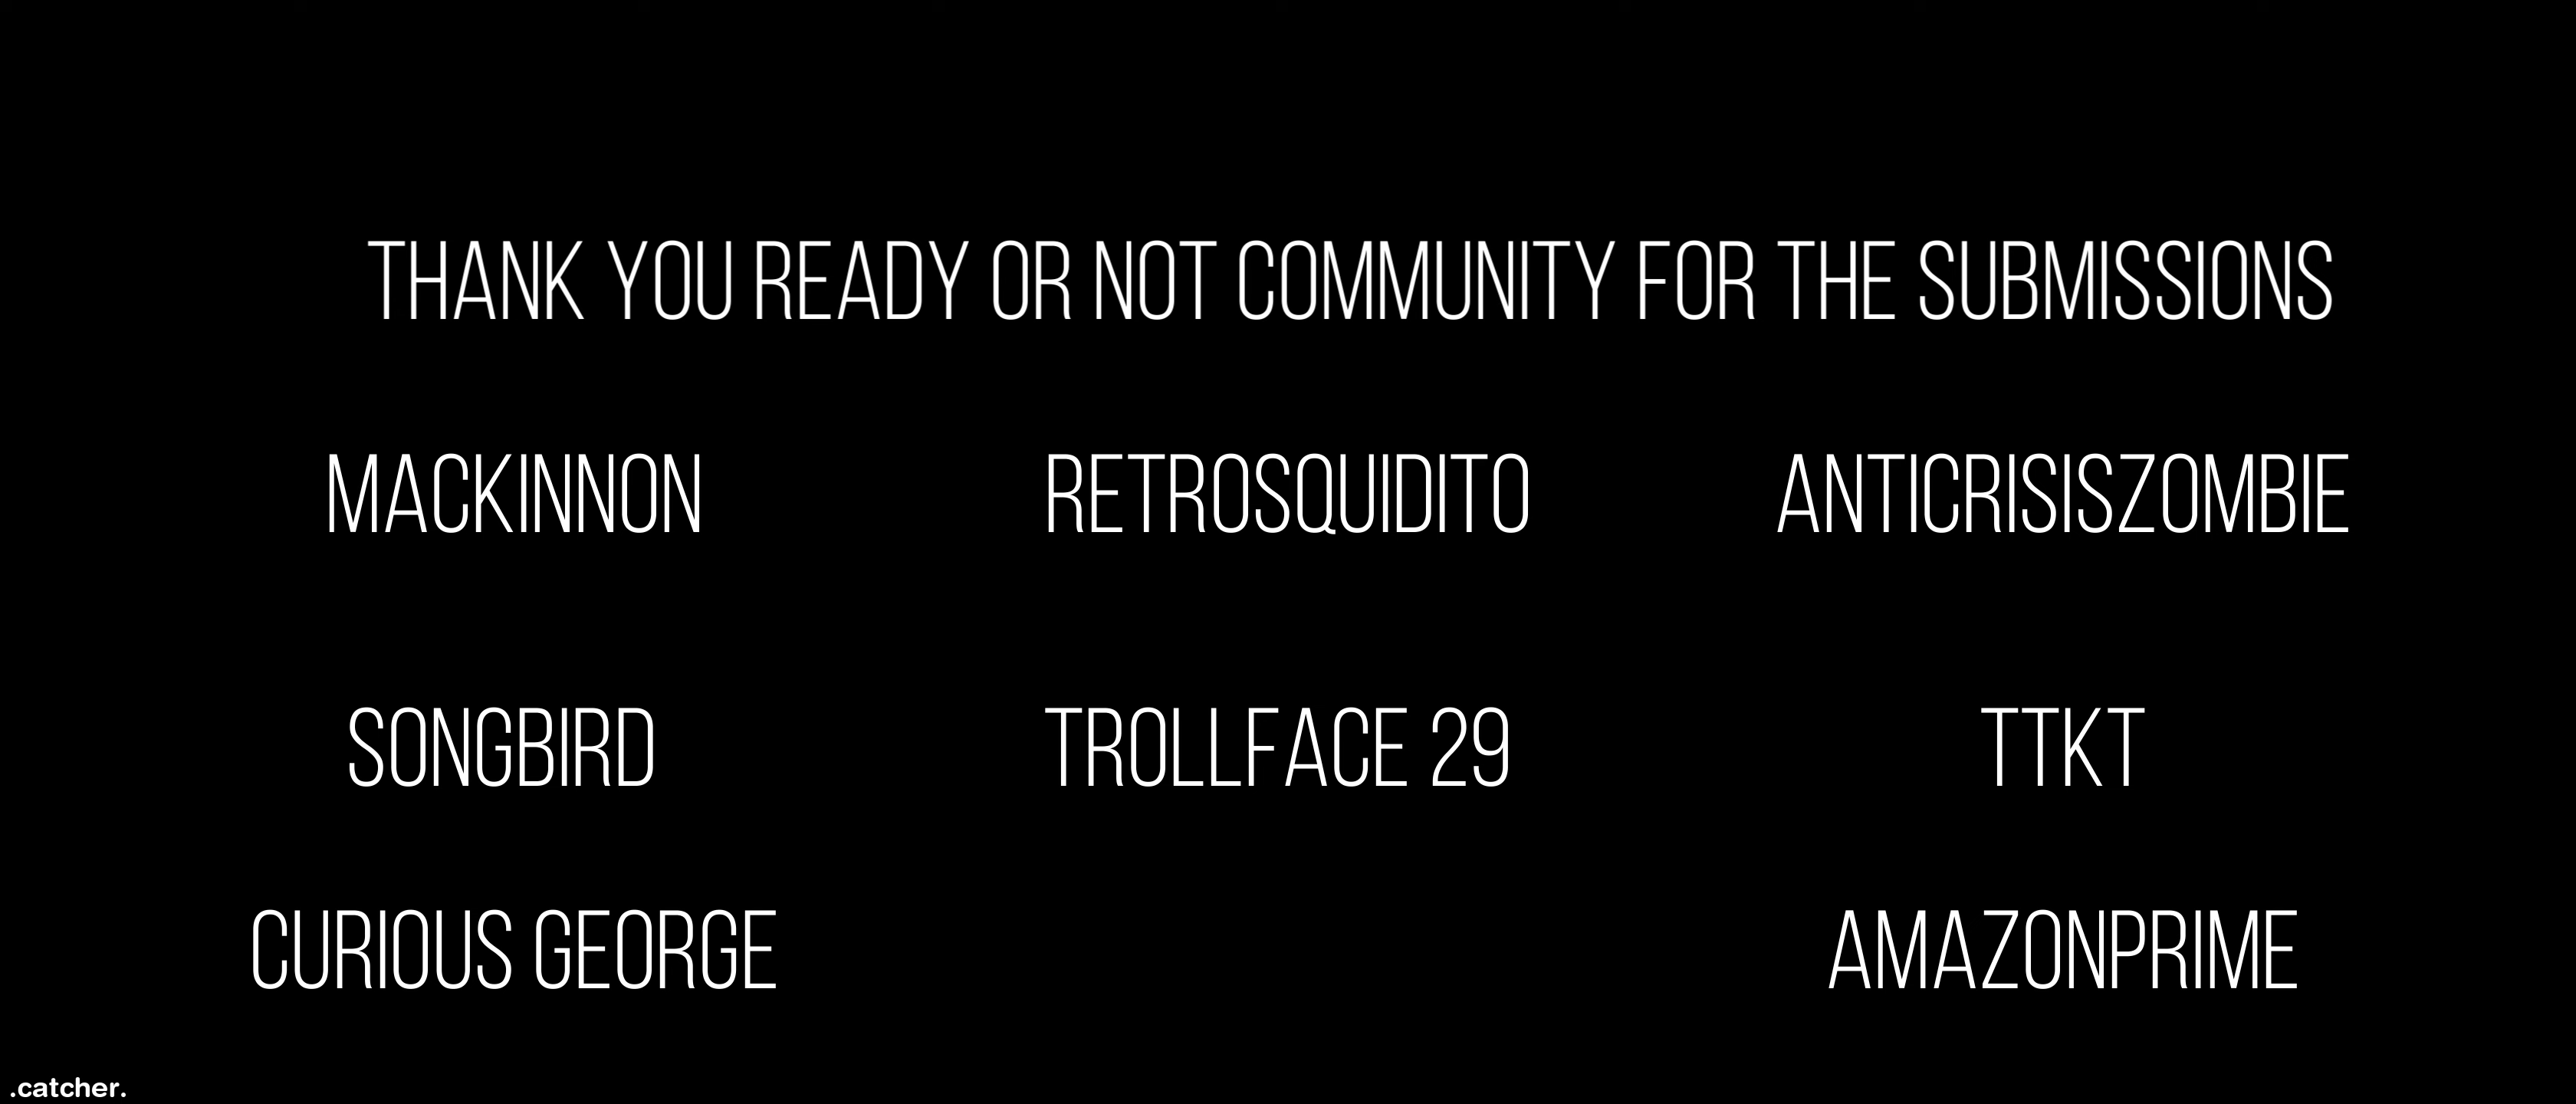 THANK YOU READY OR NOT COMMUNITY FOR THE SUBMISSIONS
MACKINNON RETROSQUIDITO ANTICRISISZOMBIE
SONGBIRD TROLLFACE 29 TTKT
CURIOUS GEORGE AMAZONPRIME
.catcher.